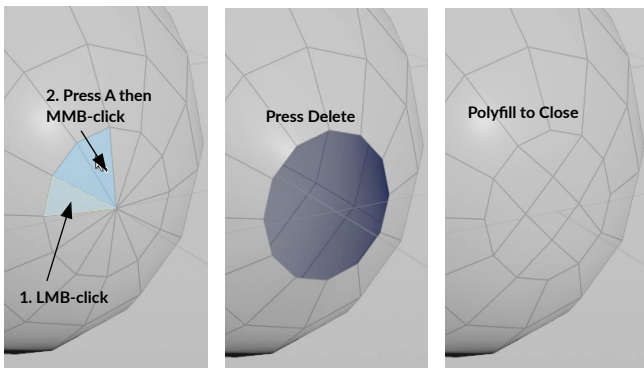 2. Press A then
MMB-click
1. LMB-click
Press Delete
Polyfill to Close